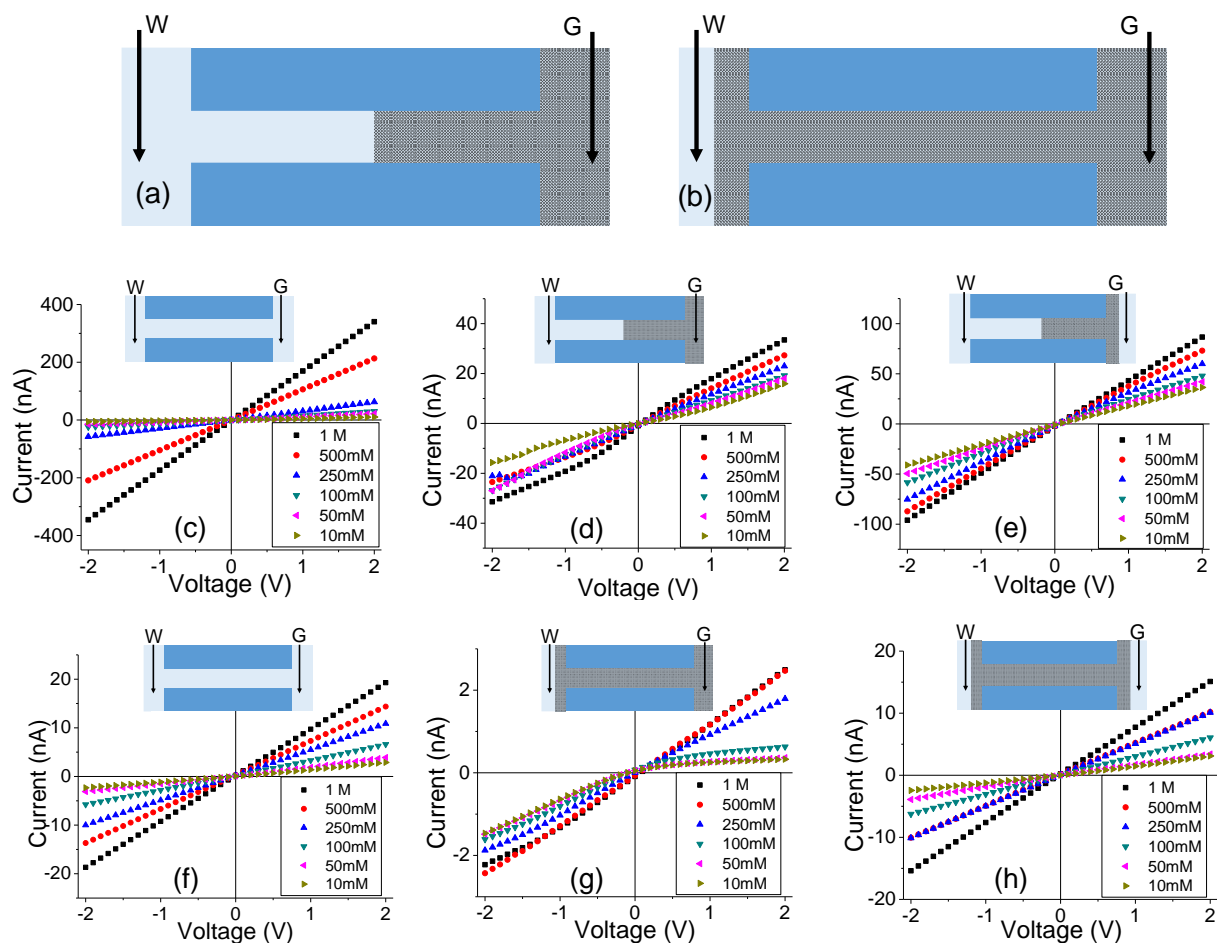 W
G
W
G
(a)
(b)
W G
400
200
0
-200
-400
-2 -1 0 1 2
Current (nA)
Voltage (V)
1 M
500mM
250mM
100mM
50mM
10mM
(c)
W G
40
20
0
-20
-40
-2 -1 0 1 2
Current (nA)
Voltage (V)
1 M
500mM
250mM
100mM
50mM
10mM
(d)
W G
100
50
0
-50
-100
-2 -1 0 1 2
Current (nA)
Voltage (V)
1 M
500mM
250mM
100mM
50mM
10mM
(e)
W G
20
10
0
10
-20
-2 -1 0 1 2
Current (nA)
Voltage (V)
1 M
500mM
250mM
100mM
50mM
10mM
(f)
W G
2
0
-2
-2 -1 0 1 2
Current (nA)
Voltage (V)
1 M
500mM
250mM
100mM
50mM
10mM
(g)
W G
20
10
0
-10
-20
-2 -1 0 1 2
Current (nA)
Voltage (V)
1 M
500mM
250mM
100mM
50mM
10mM
(h)